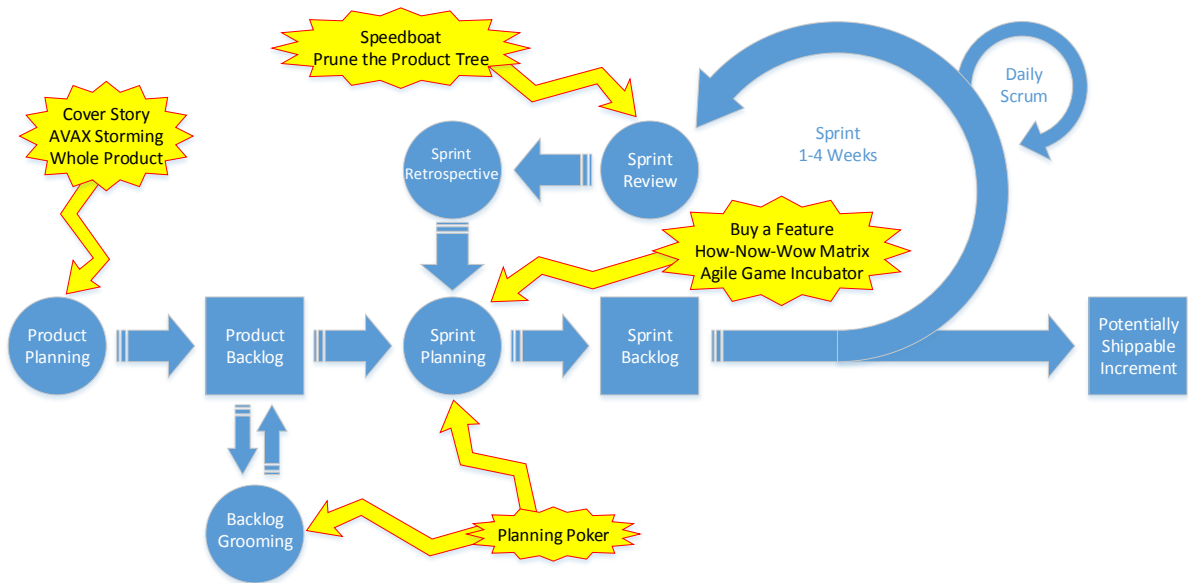 Speedboat
Prune the Product Tree
Daily
Scrum
Cover Story
AVAX Storming
Whole Product
Sprint
1-4 Weeks
Sprint
Retrospective
Sprint
Review
Buy a Feature
How-Now-Wow Matrix
Agile Game Incubator
Product
Planning
Product
Backlog
Sprint
Planning
Sprint
Backlog
Potentially
Shippable
Increment
Backlog
Grooming
Planning Poker